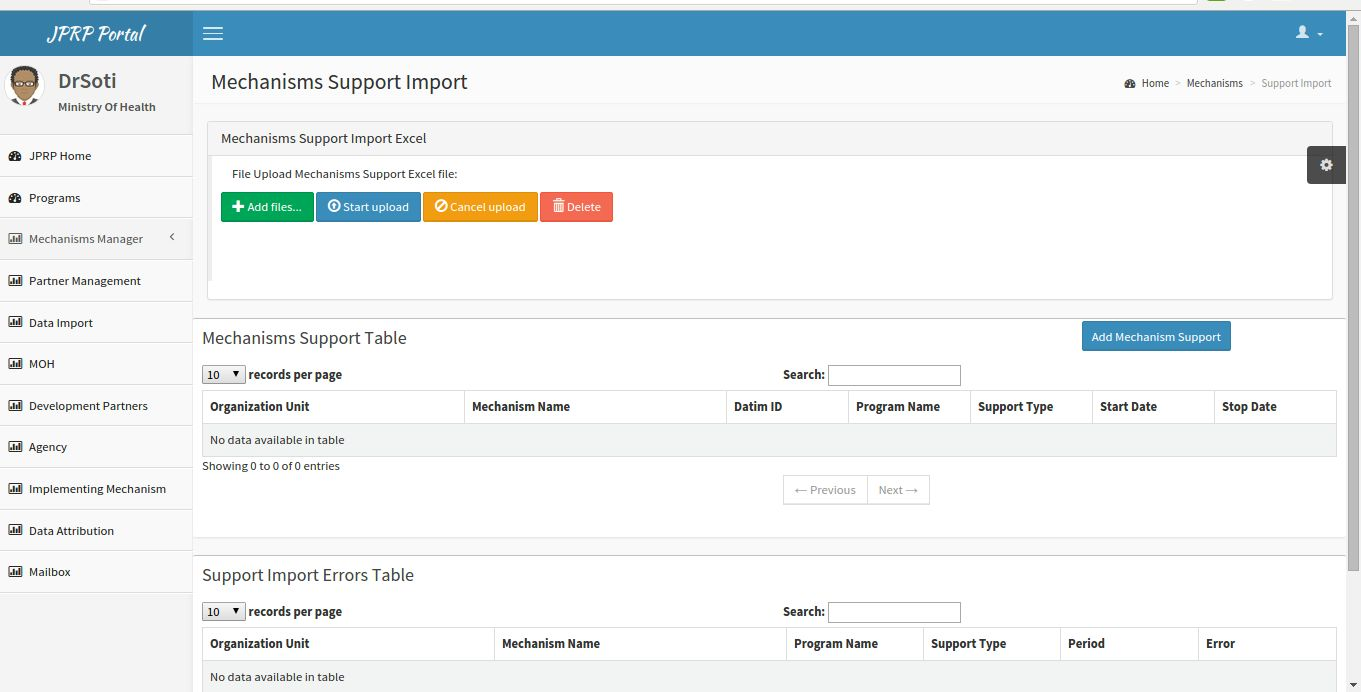 JPRP Portal
DrSoti
Ministry Of Health
JPRP Home
Programs
Mechanisms Manager
Partner Management
Data Import
MOH
Development Partners
Agency
Implementing Mechanism
Data Attribution
Mailbox
Mechanisms Support Import
Home > Mechanisms > Support Import
Mechanisms Support Import Excel
File Upload Mechanisms Support Excel file:
Add files... Start upload Cancel upload Delete
Mechanisms Support Table Add Mechanism Support
10 records per page Search:
Organization Unit Mechanism Name Datim ID Program Name Support Type Start Date Stop Date
No data available in table
Showing 0 to 0 of 0 entries
← Previous Next →
Support Import Errors Table
10 records per page Search:
Organization Unit Mechanism Name Program Name Support Type Period Error
No data available in table